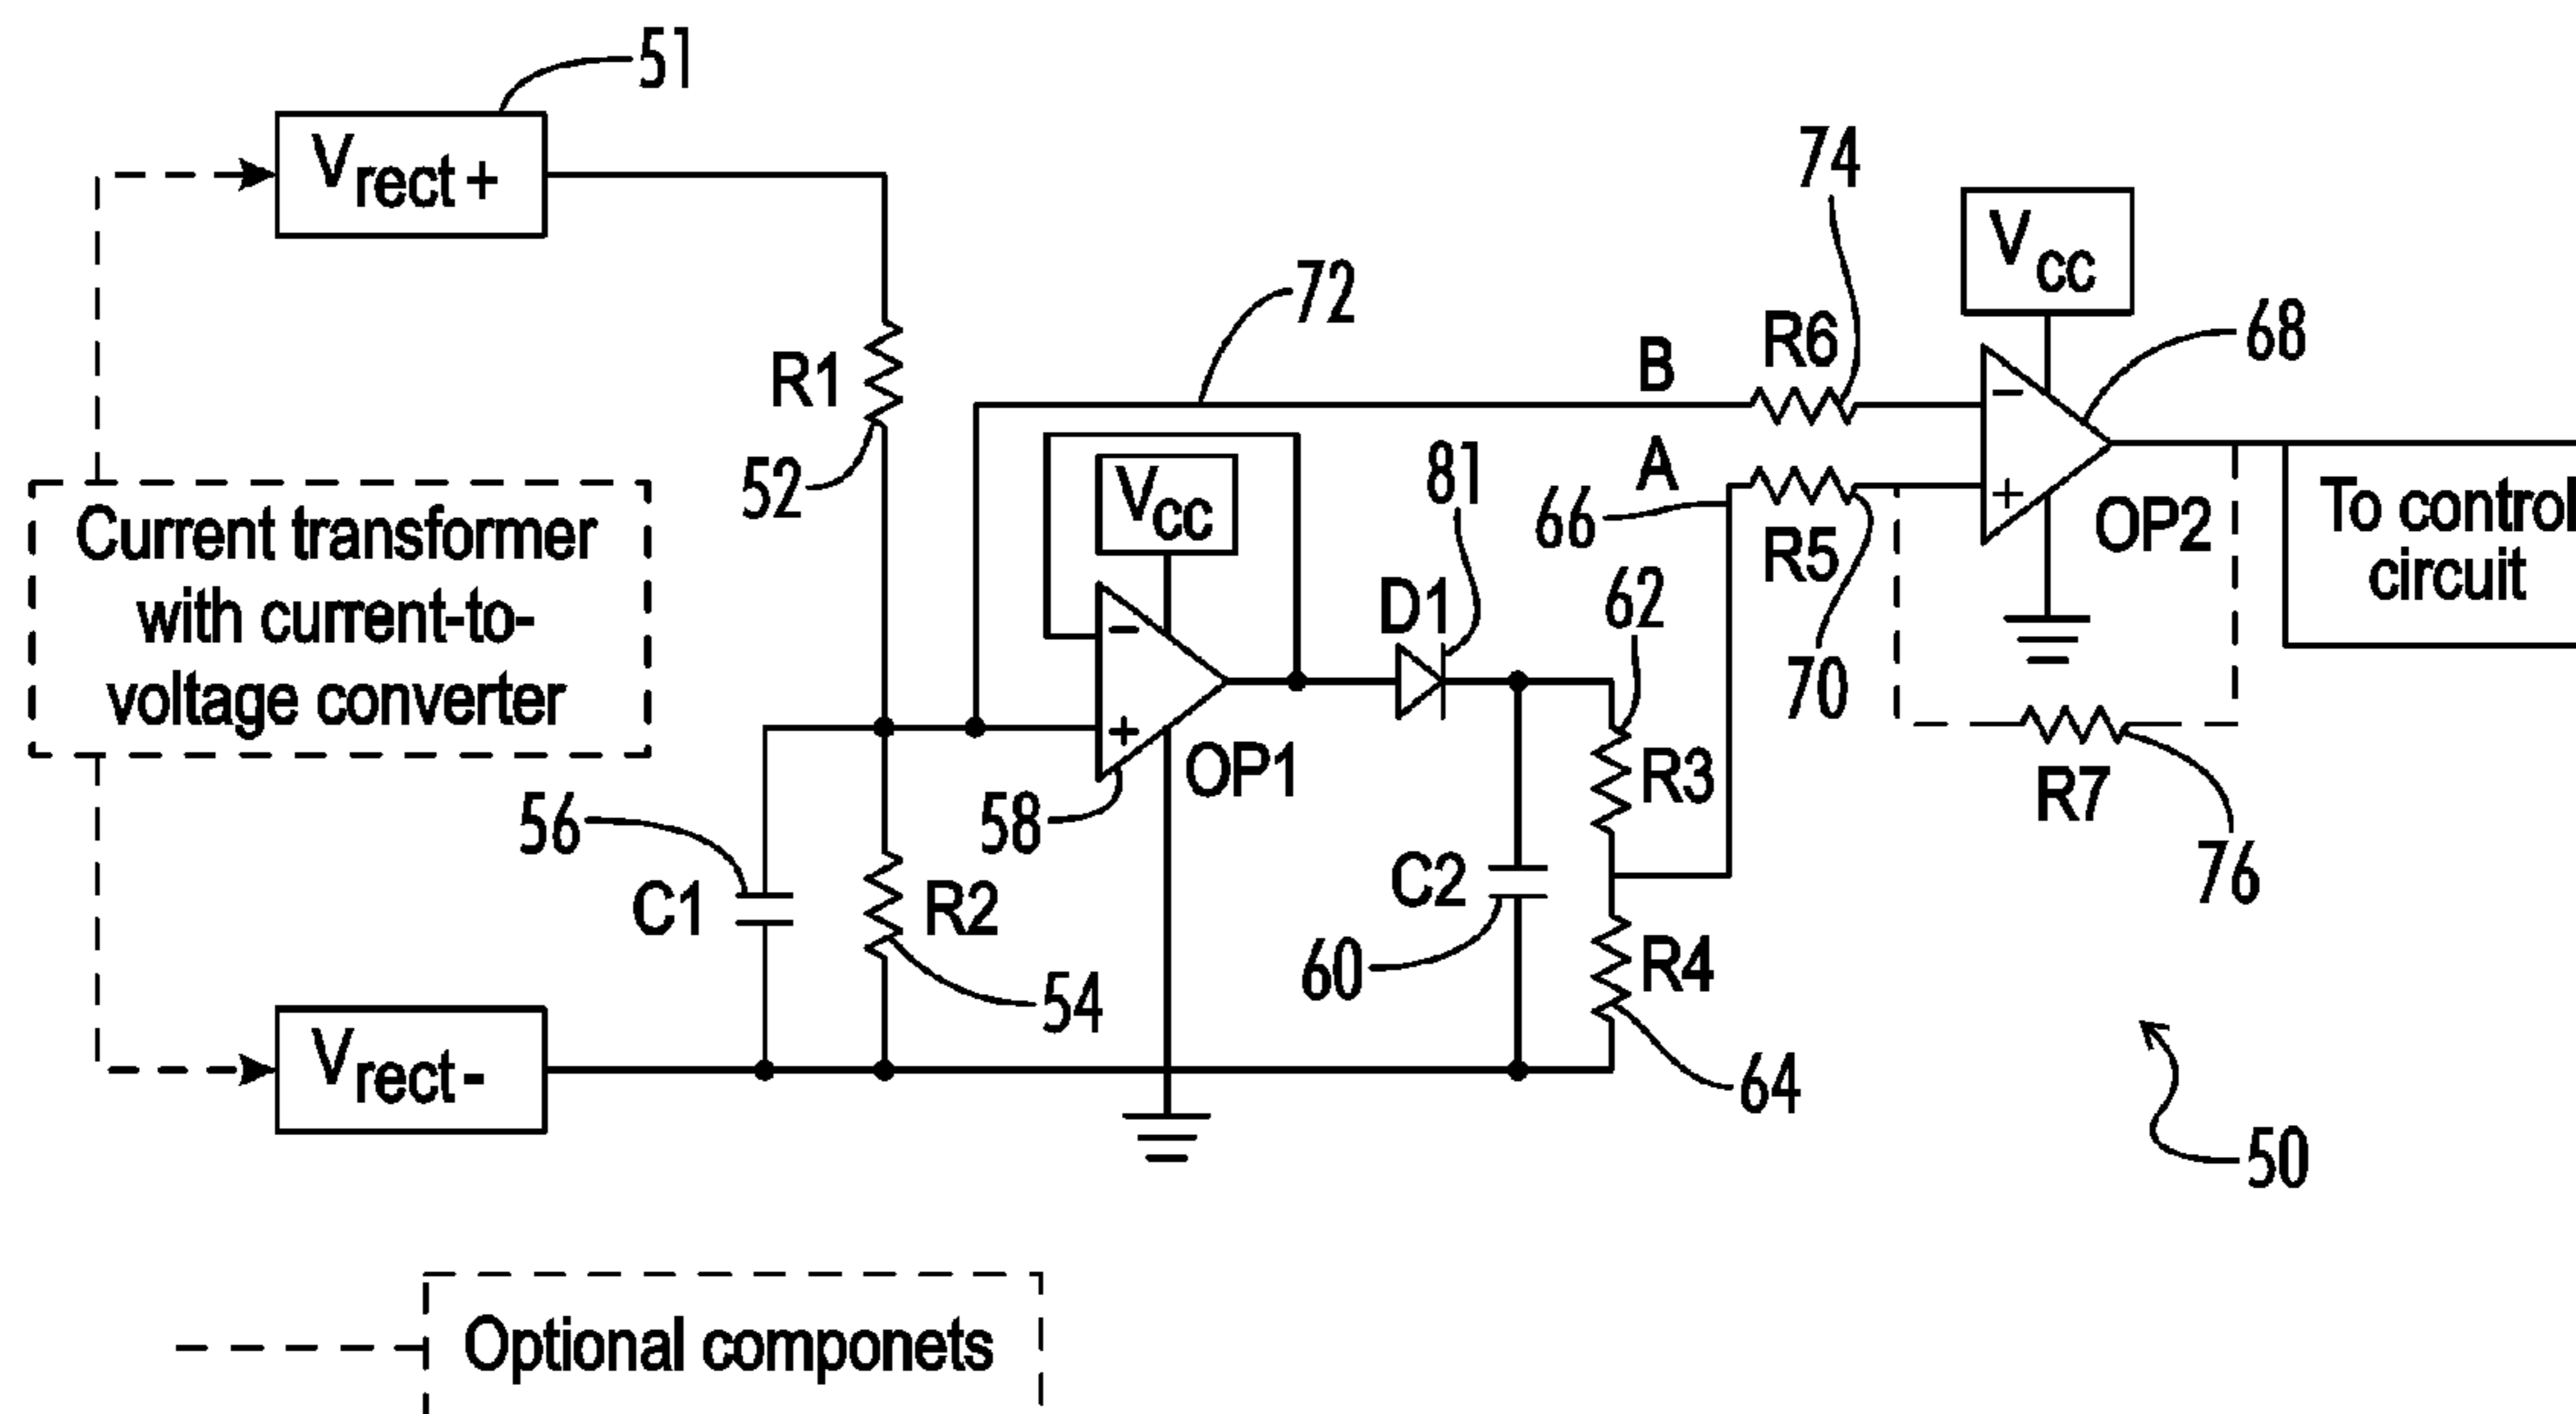 51
Vrect +
74
Vcc
72
68
R6
B
R1
A
81
52
66
Vcc
OP2
To control
circuit
Current transformer
with current-to-
voltage converter
R5
62
D1
70
-
+
-
+
OP1
R3
R7
56
58
76
C1
R2
C2
60
R4
54
64
Vrect -
50
Optional componets